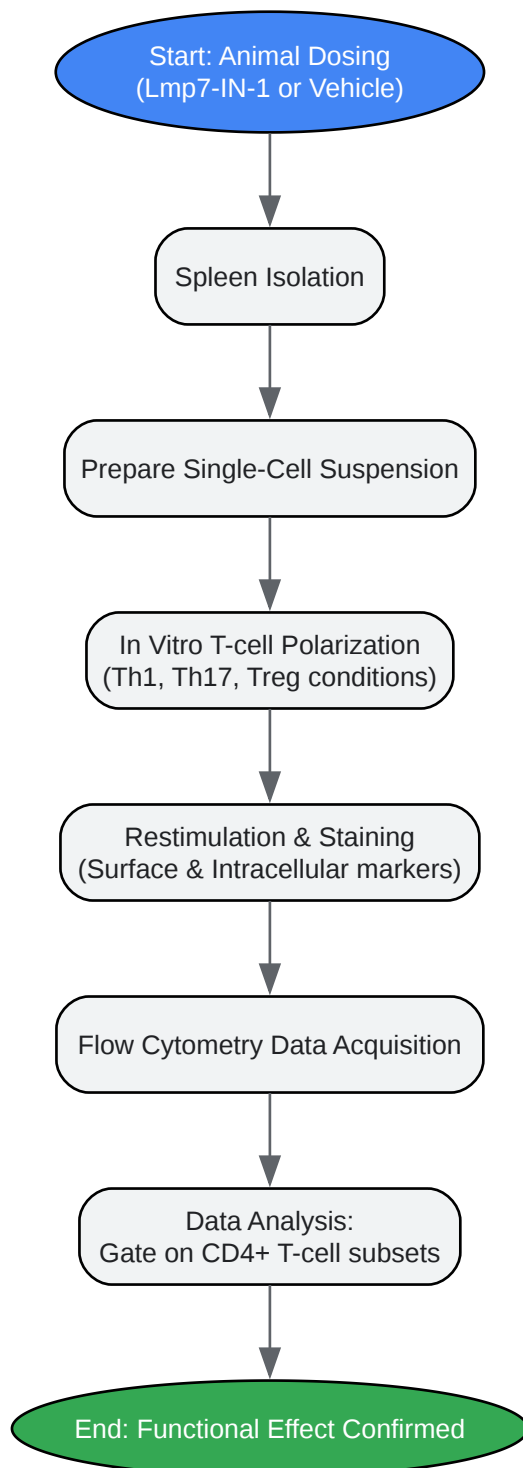 Start: Animal Dosing
(Lmp7-IN-1 or Vehicle)
Spleen Isolation
Prepare Single-Cell Suspension
In Vitro T-cell Polarization
(Th1, Th17, Treg conditions)
Restimulation & Staining
(Surface & Intracellular markers)
Flow Cytometry Data Acquisition
Data Analysis:
Gate on CD4+ T-cell subsets
End: Functional Effect Confirmed